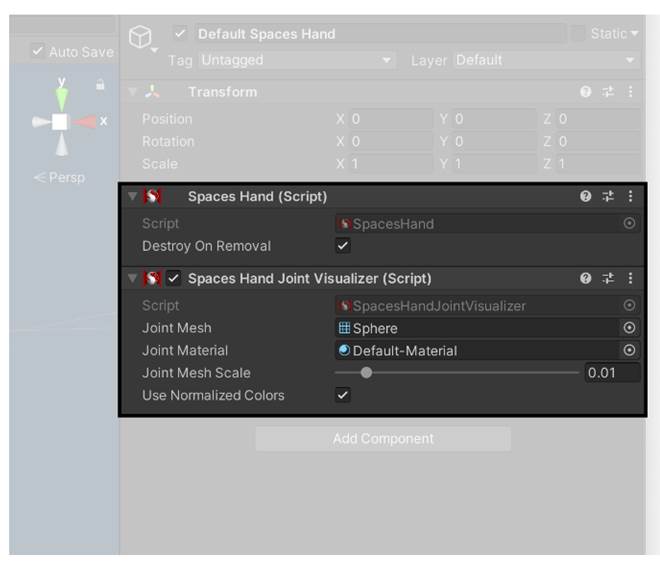 Default Spaces Hand Static
Auto Save
Tag Untagged Layer Default
y
Transform
x
Position X 0 Y 0 Z 0
Rotation X 0 Y 0 Z 0
Scale X 1 Y 1 Z 1
Persp
Spaces Hand (Script)
Script SpacesHand
Destroy On Removal
Spaces Hand Joint Visualizer (Script)
Script SpacesHandJointVisualizer
Joint Mesh Sphere
Joint Material Default-Material
Joint Mesh Scale 0.01
Use Normalized Colors
Add Component